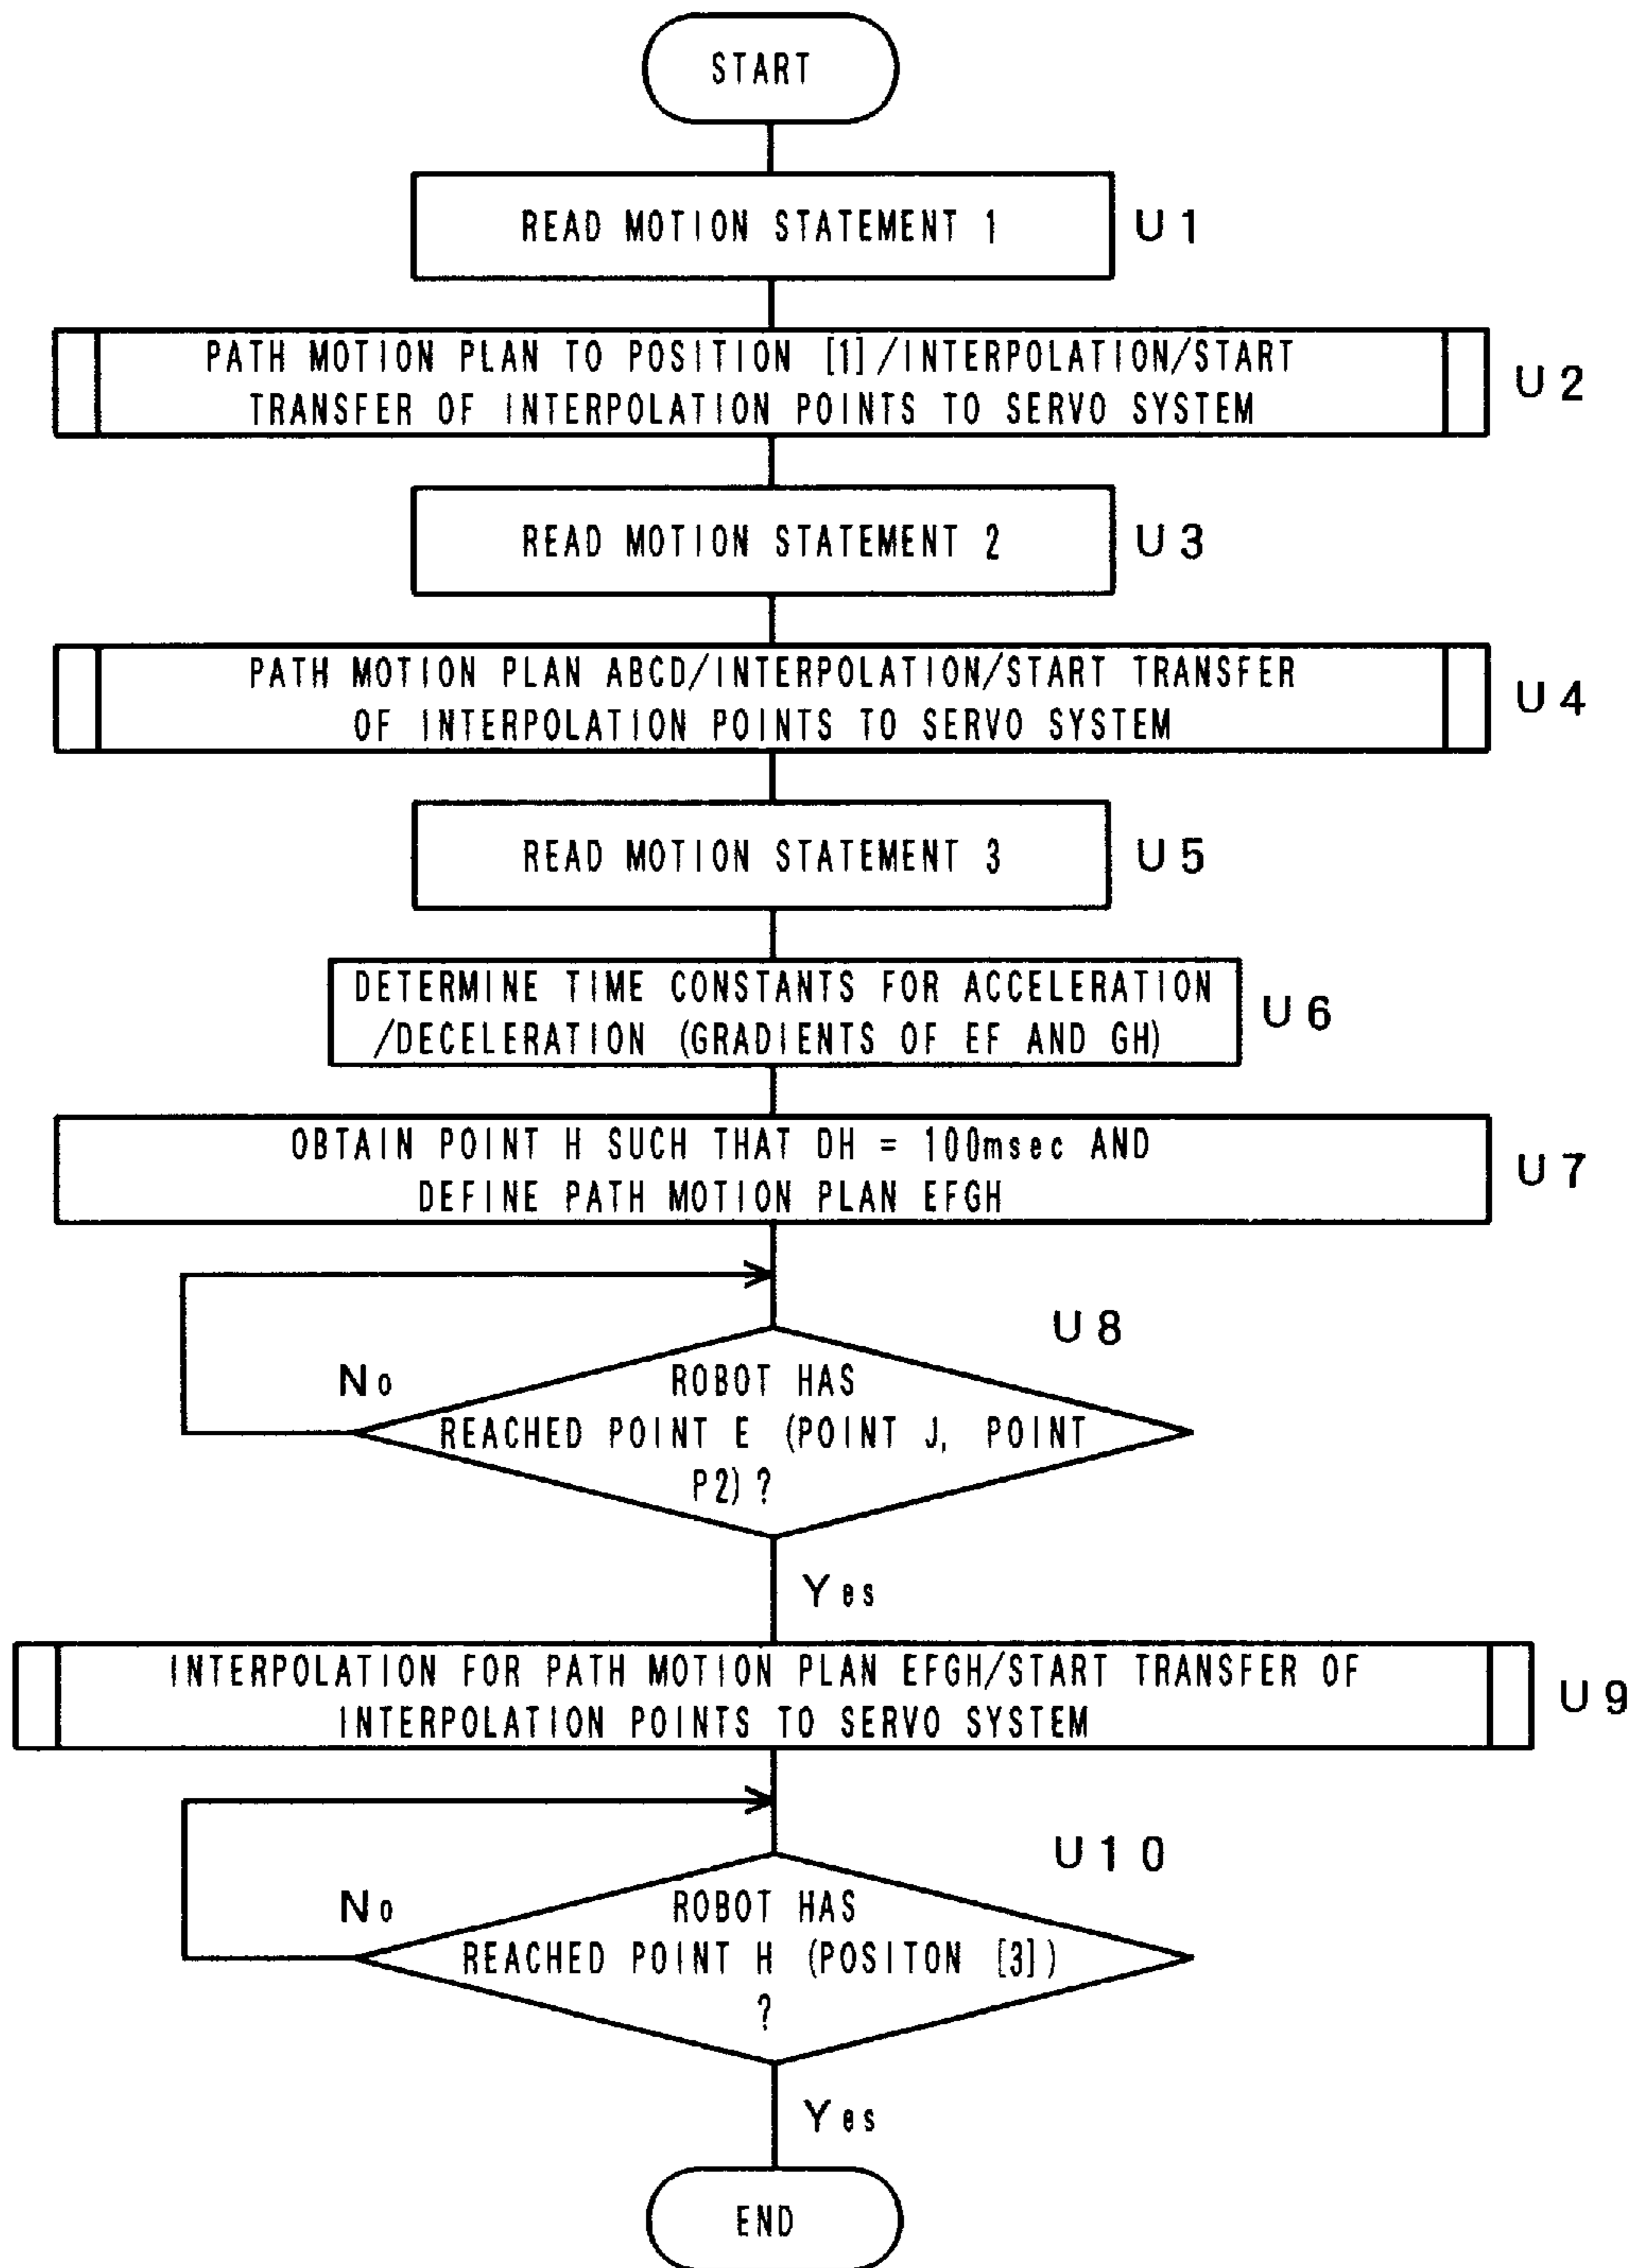 START
READ MOTION STATEMENT 1
U1
PATH MOTION PLAN TO POSITION [1]/INTERPOLATION/START
TRANSFER OF INTERPOLATION POINTS TO SERVO SYSTEM
U2
READ MOTION STATEMENT 2
U3
PATH MOTION PLAN ABCD/INTERPOLATION/START TRANSFER
OF INTERPOLATION POINTS TO SERVO SYSTEM
U4
READ MOTION STATEMENT 3
U5
DETERMINE TIME CONSTANTS FOR ACCELERATION
/DECELERATION (GRADIENTS OF EF AND GH)
U6
OBTAIN POINT H SUCH THAT DH = 100msec AND
DEFINE PATH MOTION PLAN EFGH
U7
U8
No
ROBOT HAS
REACHED POINT E (POINT J, POINT
P2)?
Yes
INTERPOLATION FOR PATH MOTION PLAN EFGH/START TRANSFER OF
INTERPOLATION POINTS TO SERVO SYSTEM
U9
U10
No
ROBOT HAS
REACHED POINT H (POSITON [3])
?
Yes
END